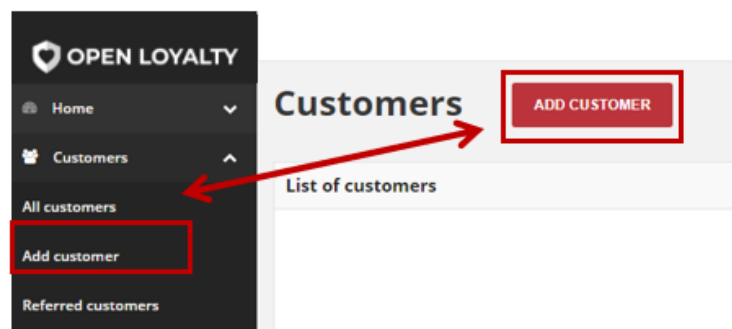 OPEN LOYALTY
Home
Customers
All customers
Add customer
Referred customers
Customers
ADD CUSTOMER
List of customers